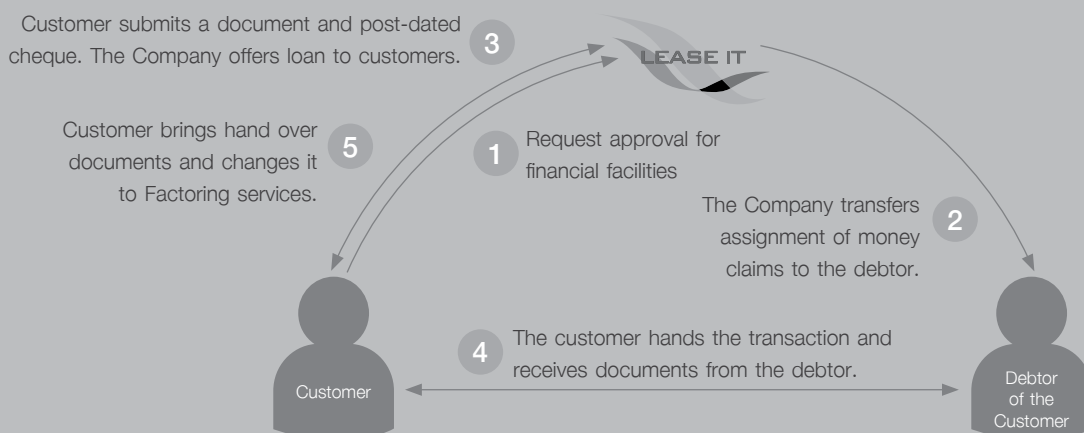 Customer submits a document and post-dated
cheque. The Company offers loan to customers.
3
LEASE IT
Customer brings hand over
documents and changes it
to Factoring services.
5
1
Request approval for
financial facilities
The Company transfers
assignment of money
claims to the debtor.
2
4
The customer hands the transaction and
receives documents from the debtor.
Customer
Debtor
of the
Customer